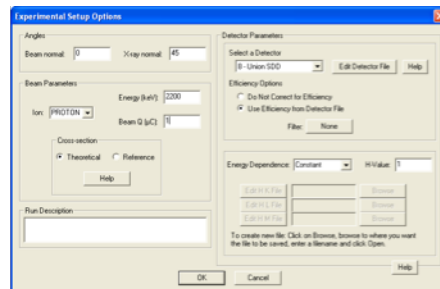 Experimental Setup Options
Angles
Beam normal: 0 X-ray normal: 45
Beam Parameters
Energy (keV) 2200
Ion: PROTON
Beam Q (µC): 1
Cross-section
Theoretical Reference
Help
Run Description
Detector Parameters
Select a Detector
8--Union SDD Edit Detector File Help
Efficiency Options
Do Not Correct for Efficiency
Use Efficiency from Detector File
Filter: None
Energy Dependence: Constant H-Value: 1
Edit H K File Browse
Edit H L File Browse
Edit H M File Browse
To create new file: Click on Browse, browse to where you want
the file to be saved, enter a filename and click Open.
Help
OK Cancel